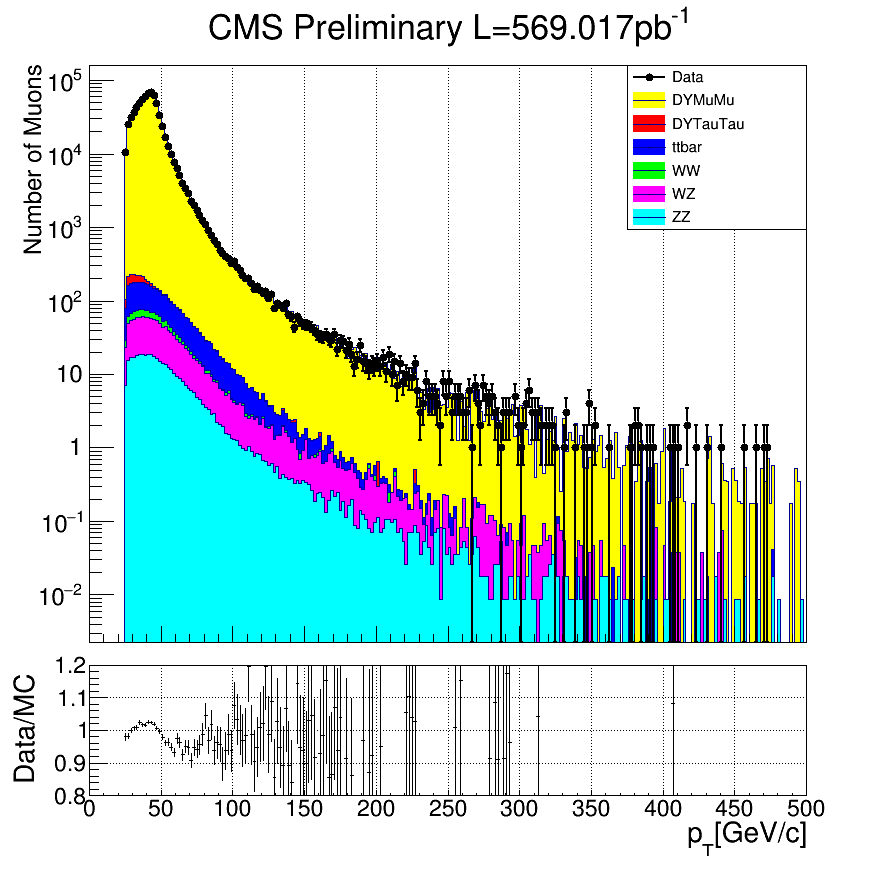 CMS Preliminary L=569.017pb⁻¹
Number of Muons
10⁵
10⁴
10³
10²
10
1
10⁻¹
10⁻²
Data
DYMuMu
DYTauTau
ttbar
WW
WZ
ZZ
Data/MC
1.2
1.1
1
0.9
0.8
0 50 100 150 200 250 300 350 400 450 500
p_T[GeV/c]